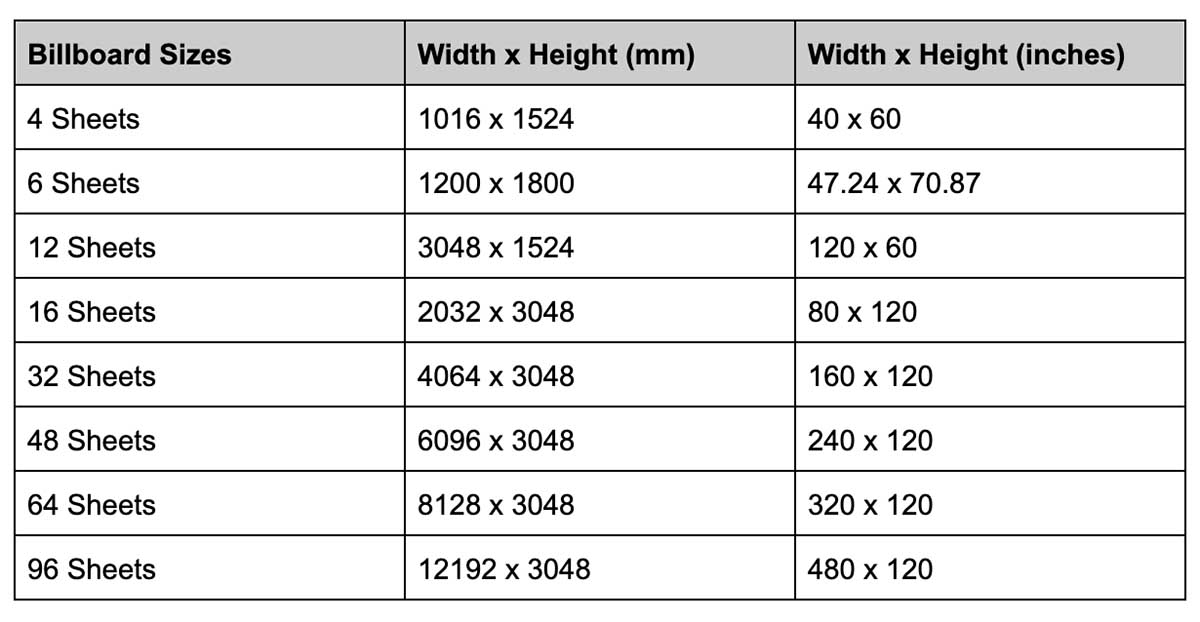 Billboard Sizes Width x Height (mm) Width x Height (inches)
4 Sheets 1016 x 1524 40 x 60
6 Sheets 1200 x 1800 47.24 x 70.87
12 Sheets 3048 x 1524 120 x 60
16 Sheets 2032 x 3048 80 x 120
32 Sheets 4064 x 3048 160 x 120
48 Sheets 6096 x 3048 240 x 120
64 Sheets 8128 x 3048 320 x 120
96 Sheets 12192 x 3048 480 x 120